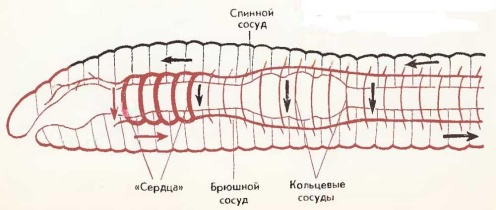 Спинной
сосуд
«Сердца»
Брюшной
сосуд
Кольцевые
сосуды